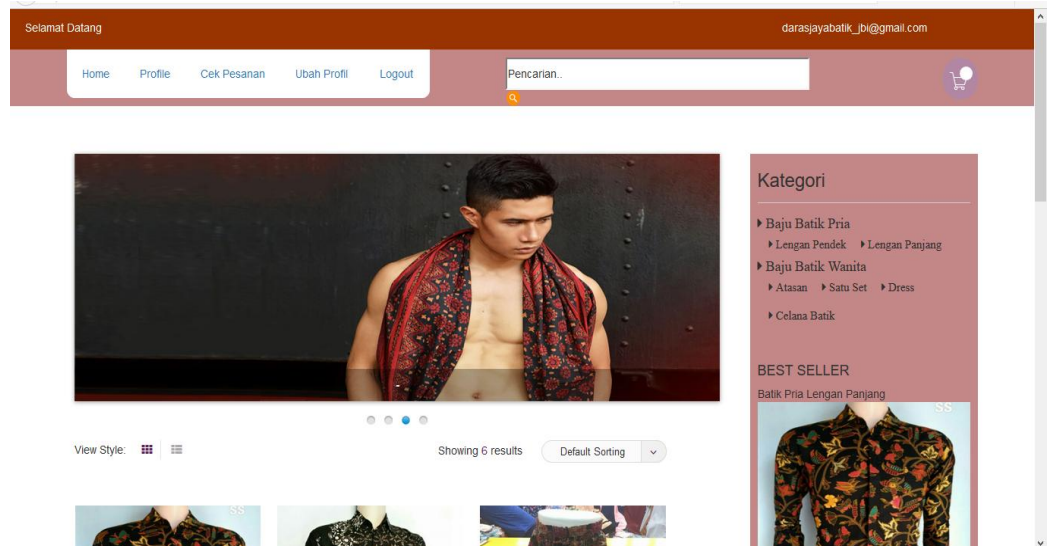 Selamat Datang
darasjayabatik_jbi@gmail.com
Home Profile Cek Pesanan Ubah Profil Logout
Pencarian..
Kategori
Baju Batik Pria
Lengan Pendek Lengan Panjang
Baju Batik Wanita
Atasan Satu Set Dress
Celana Batik
BEST SELLER
Batik Pria Lengan Panjang
SS
View Style:
Showing 6 results
Default Sorting
SS